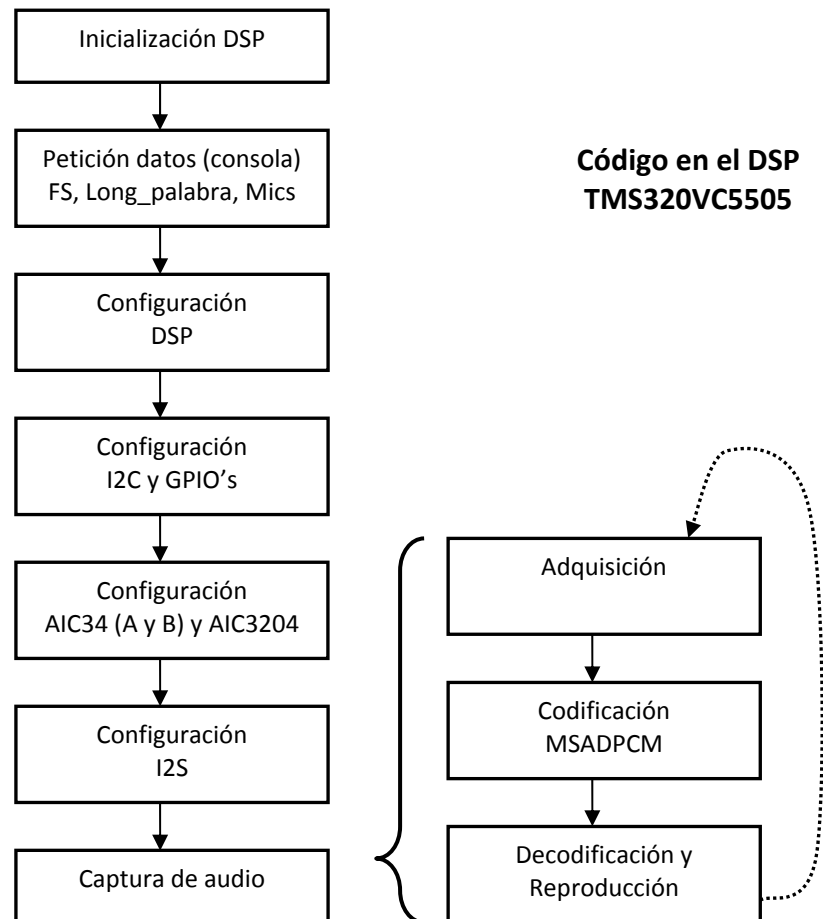 Inicialización DSP
Petición datos (consola)
FS, Long_palabra, Mics
Código en el DSP
TMS320VC5505
Configuración
DSP
Configuración
I2C y GPIO’s
Configuración
AIC34 (A y B) y AIC3204
Configuración
I2S
Captura de audio
Adquisición
Codificación
MSADPCM
Decodificación y
Reproducción